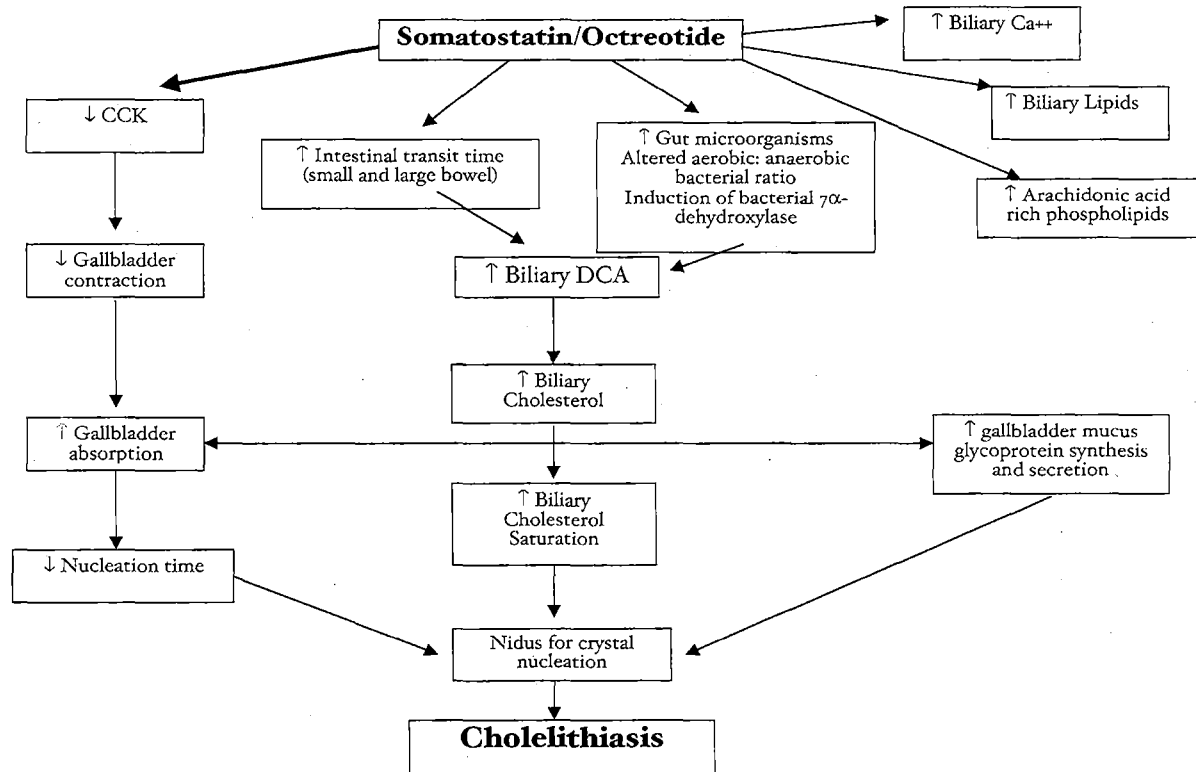 Somatostatin/Octreotide
↑ Biliary Ca++
↑ Biliary Lipids
↑ Arachidonic acid
rich phospholipids
↓ CCK
↑ Intestinal transit time
(small and large bowel)
↑ Gut microorganisms
Altered aerobic: anaerobic
bacterial ratio
Induction of bacterial 7α-
dehydroxylase
↓ Gallbladder
contraction
↑ Biliary DCA
↑ Biliary
Cholesterol
↑ Gallbladder
absorption
↑ gallbladder mucus
glycoprotein synthesis
and secretion
↑ Biliary
Cholesterol
Saturation
↓ Nucleation time
Nidus for crystal
nucleation
Cholelithiasis